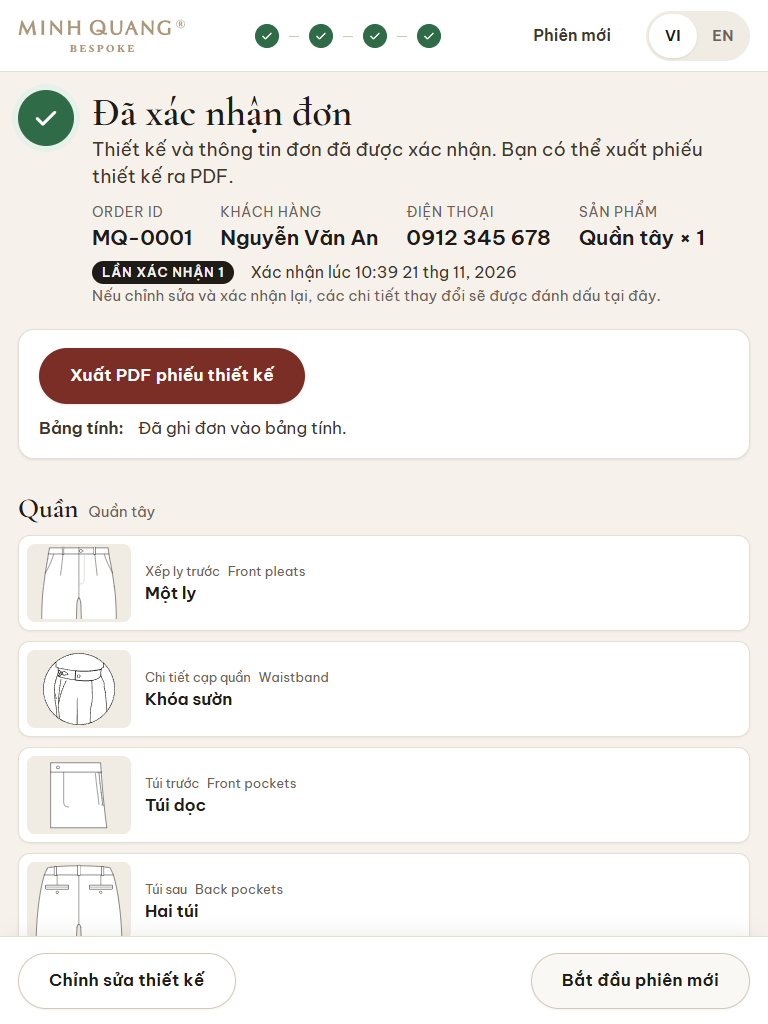 MINH QUANG®
BESPOKE
Phiên mới
VI
EN
Đã xác nhận đơn
Thiết kế và thông tin đơn đã được xác nhận. Bạn có thể xuất phiếu
thiết kế ra PDF.
ORDER ID
MQ-0001
KHÁCH HÀNG
Nguyễn Văn An
ĐIỆN THOẠI
0912 345 678
SẢN PHẨM
Quần tây × 1
LẦN XÁC NHẬN 1 Xác nhận lúc 10:39 21 thg 11, 2026
Nếu chỉnh sửa và xác nhận lại, các chi tiết thay đổi sẽ được đánh dấu tại đây.
Xuất PDF phiếu thiết kế
Bảng tính: Đã ghi đơn vào bảng tính.
Quần Quần tây
Xếp ly trước Front pleats
Một ly
Chi tiết cạp quần Waistband
Khóa sườn
Túi trước Front pockets
Túi dọc
Túi sau Back pockets
Hai túi
Chỉnh sửa thiết kế
Bắt đầu phiên mới